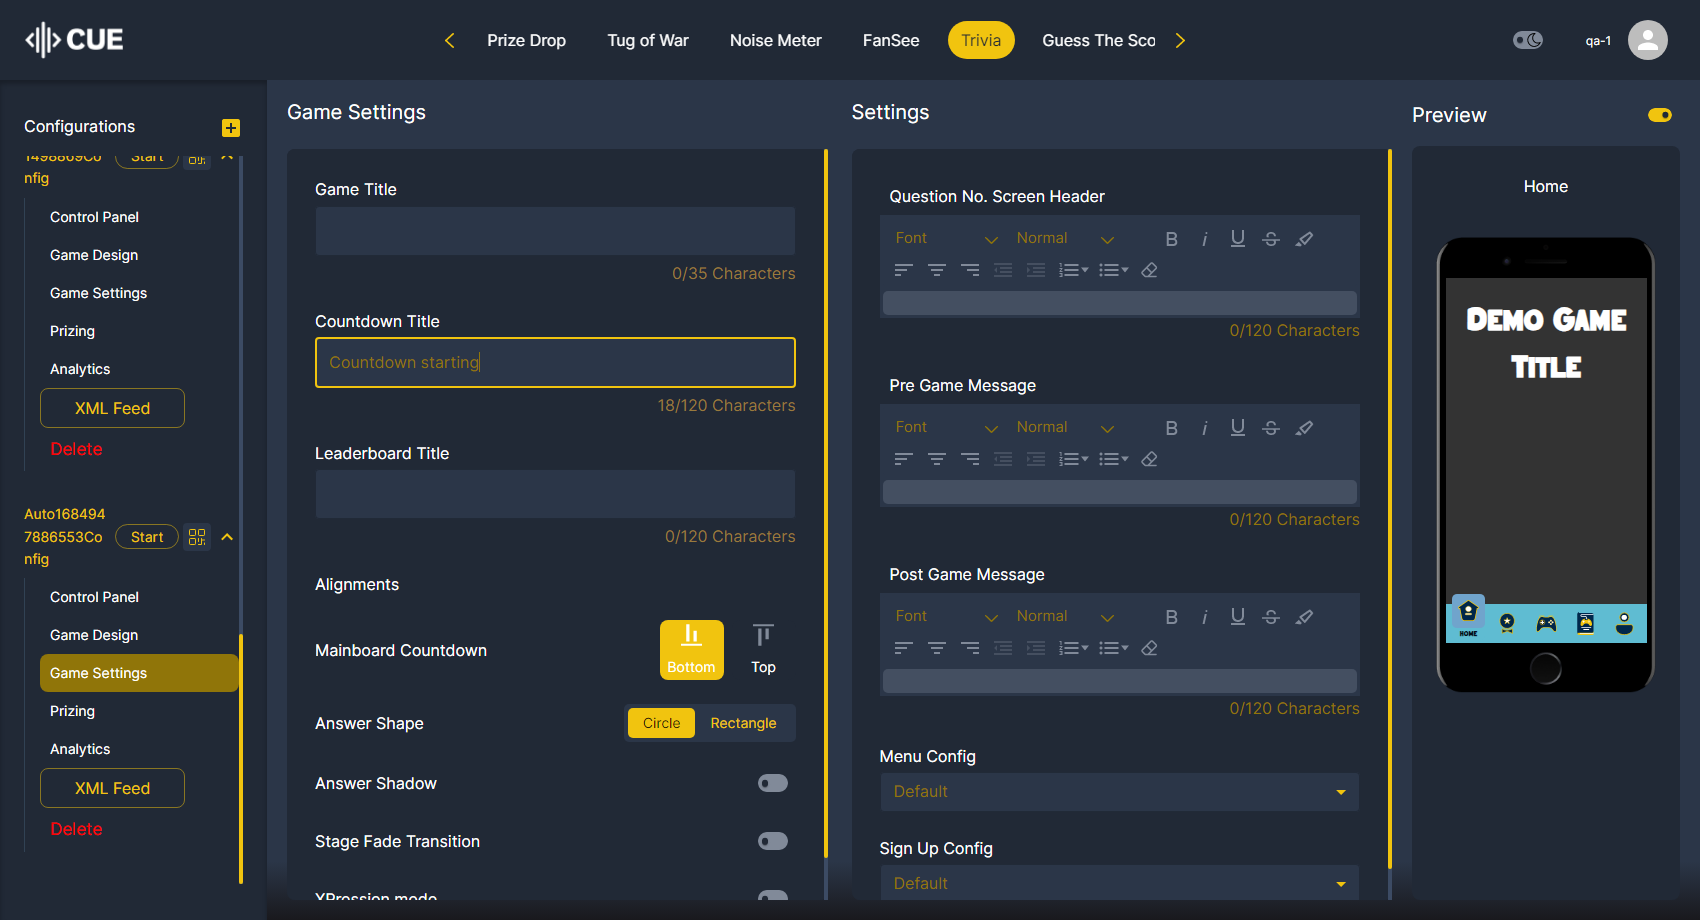 CUE
Prize Drop
Tug of War
Noise Meter
FanSee
Trivia
Guess The Sco
qa-1
Configurations
1498869Co
nfig
Start
Control Panel
Game Design
Game Settings
Prizing
Analytics
XML Feed
Delete
Auto168494
7886553Co
nfig
Start
Control Panel
Game Design
Game Settings
Prizing
Analytics
XML Feed
Delete
Game Settings
Game Title
0/35 Characters
Countdown Title
Countdown starting
18/120 Characters
Leaderboard Title
0/120 Characters
Alignments
Mainboard Countdown
Bottom
Top
Answer Shape
Circle
Rectangle
Answer Shadow
Stage Fade Transition
XPression mode
Settings
Question No. Screen Header
Font
Normal
0/120 Characters
Pre Game Message
Font
Normal
0/120 Characters
Post Game Message
Font
Normal
0/120 Characters
Menu Config
Default
Sign Up Config
Default
Preview
Home
Demo Game
Title
HOME